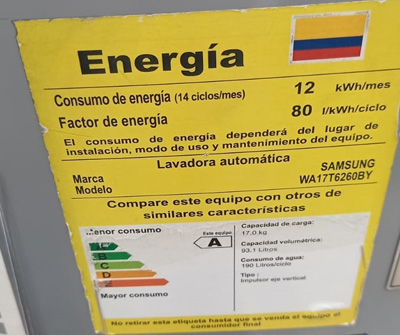 Energía
Consumo de energía (14 ciclos/mes) 12 kWh/mes
Factor de energía 80 l/kWh/ciclo
El consumo de energía dependerá del lugar de
instalación, modo de uso y mantenimiento del equipo.
Lavadora automática
Marca SAMSUNG
Modelo WA17T6260BY
Compare este equipo con otros de
similares características
Menor consumo
Este equipo
A
B
C
D
A
Mayor consumo
Capacidad de carga:
17.0 kg
Capacidad volumétrica:
93.1 Litros
Consumo de agua:
190 Litros/ciclo
Tipo :
Impulsor eje vertical
No retire esta etiqueta hasta que se venda el equipo el
consumidor final